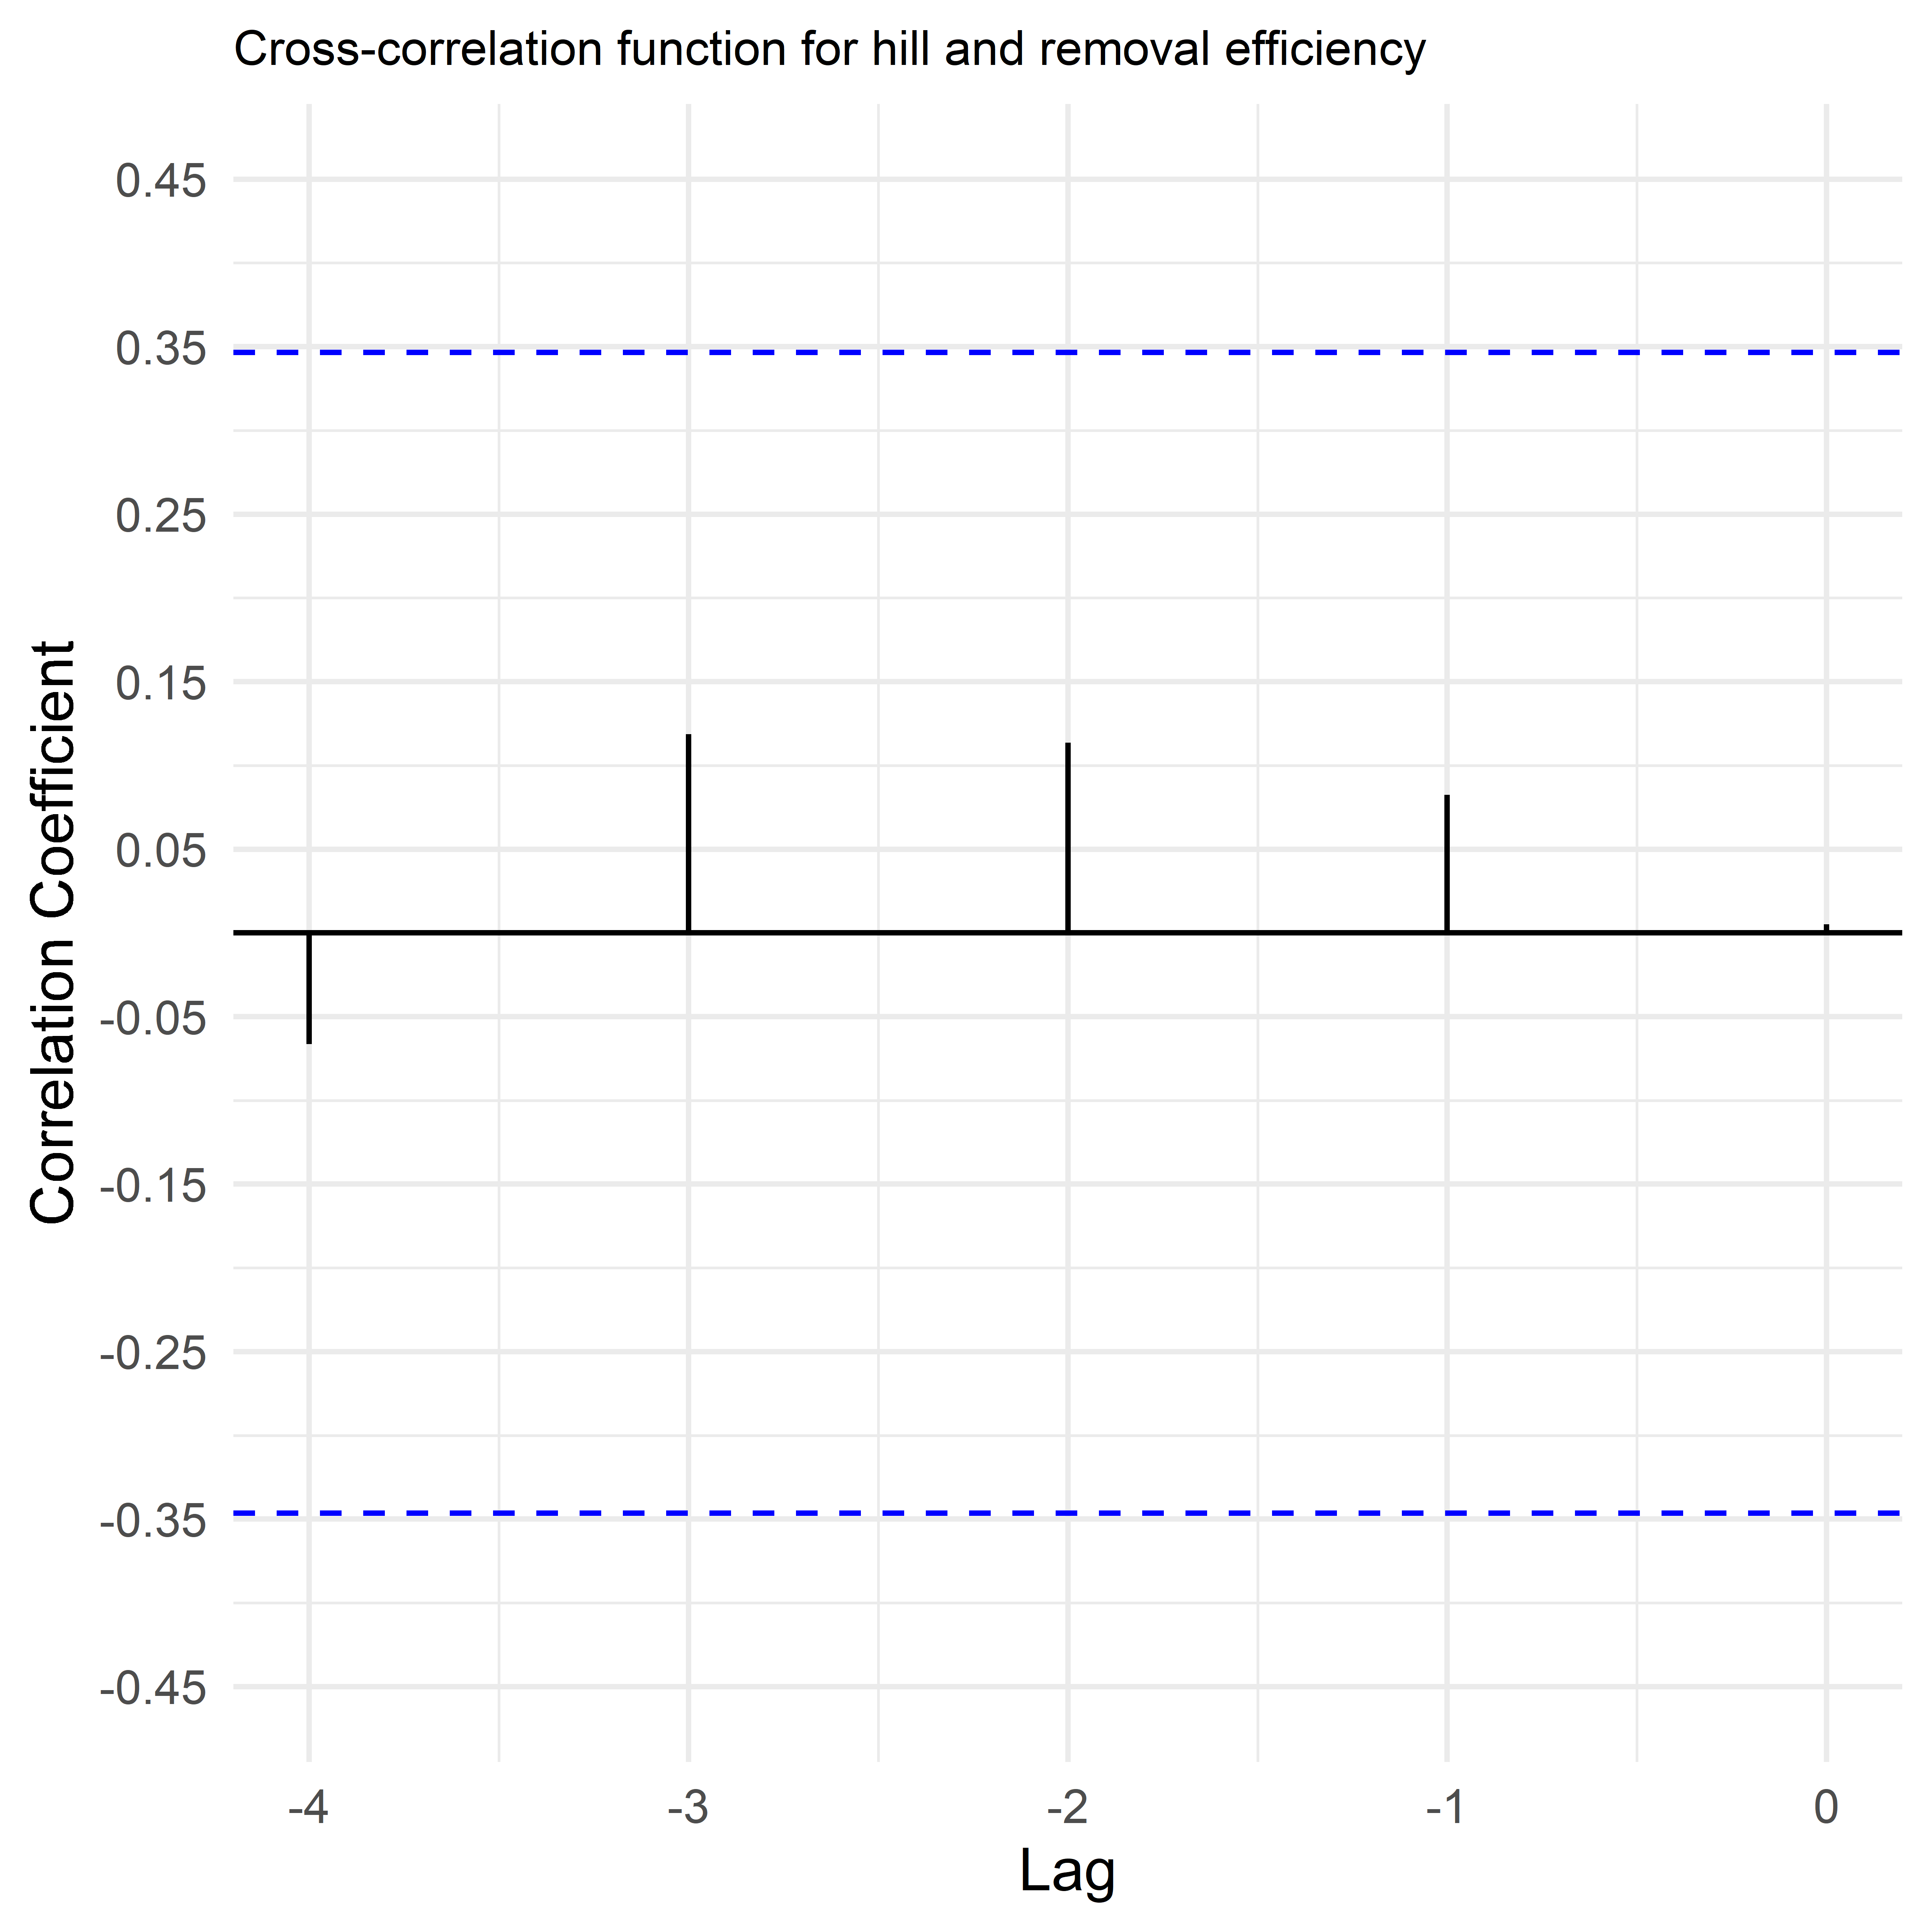 Cross-correlation function for hill and removal efficiency
Correlation Coefficient
0.45
0.35
0.25
0.15
0.05
-0.05
-0.15
-0.25
-0.35
-0.45
-4 -3 -2 -1 0
Lag